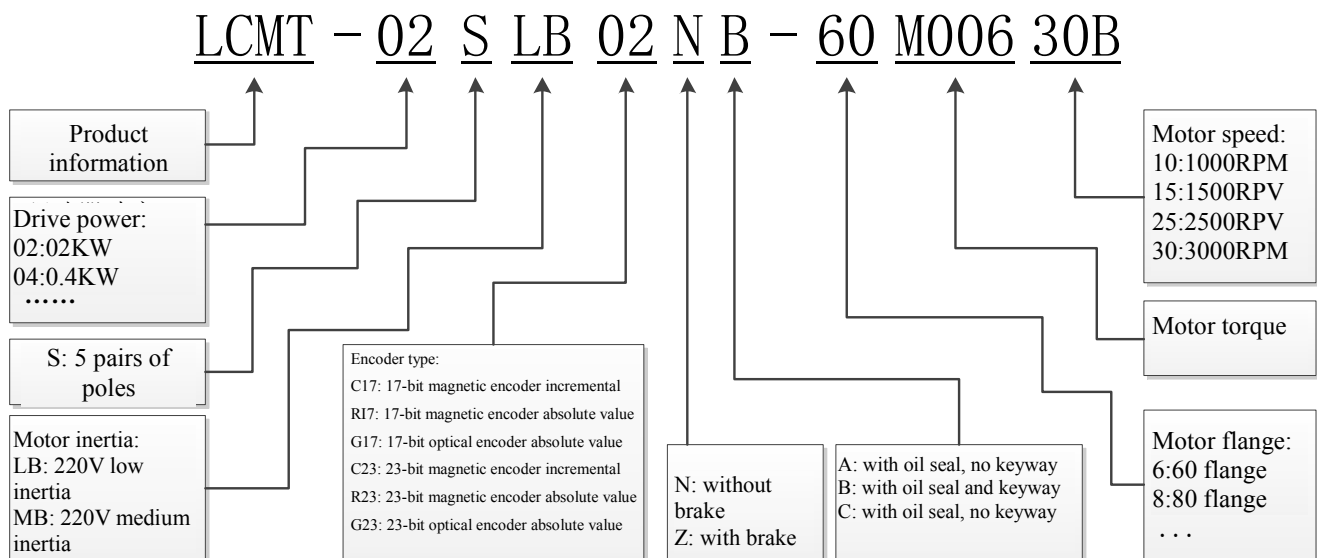 LCMT-02 S LB 02 N B-60 M006 30B
Product
information
Drive power:
02:02KW
04:0.4KW
……
S: 5 pairs of
poles
Motor inertia:
LB: 220V low
inertia
MB: 220V medium
inertia
Encoder type:
C17: 17-bit magnetic encoder incremental
RI7: 17-bit magnetic encoder absolute value
G17: 17-bit optical encoder absolute value
C23: 23-bit magnetic encoder incremental
R23: 23-bit magnetic encoder absolute value
G23: 23-bit optical encoder absolute value
N: without
brake
Z: with brake
A: with oil seal, no keyway
B: with oil seal and keyway
C: with oil seal, no keyway
Motor speed:
10:1000RPM
15:1500RPV
25:2500RPV
30:3000RPM
Motor torque
Motor flange:
6:60 flange
8:80 flange
...